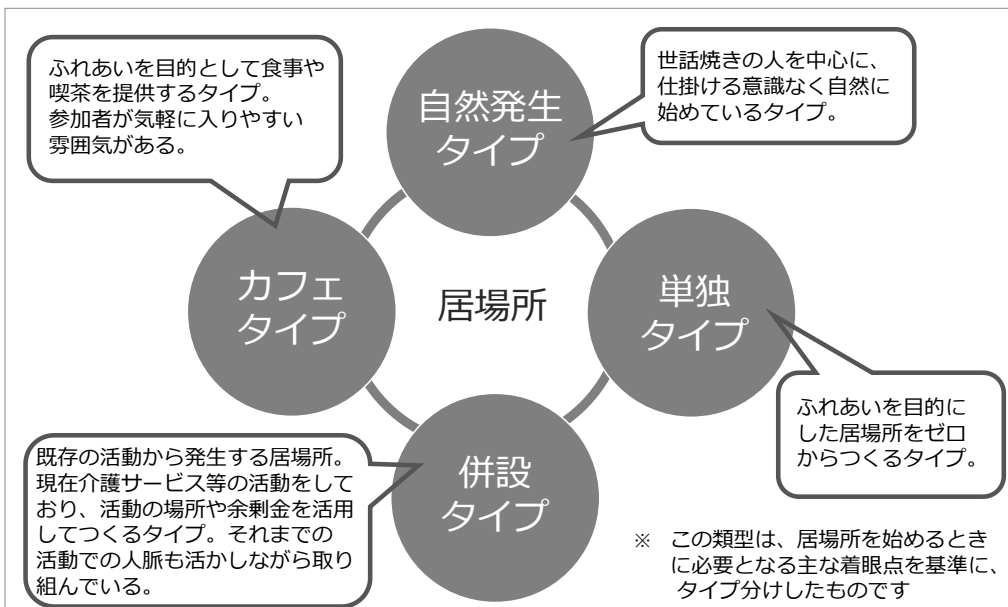 ふれあいを目的として食事や
喫茶を提供するタイプ。
参加者が気軽に入りやすい
雰囲気がある。
自然発生
タイプ
世話焼きの人を中心に、
仕掛ける意識なく自然に
始めているタイプ。
カフェ
タイプ
居場所
単独
タイプ
ふれあいを目的に
した居場所をゼロ
からつくるタイプ。
既存の活動から発生する居場所。
現在介護サービス等の活動をして
おり、活動の場所や余剰金を活用
してつくるタイプ。それまでの
活動での人脈も活かしながら取り
組んでいる。
併設
タイプ
※ この類型は、居場所を始めるとき
に必要となる主な着眼点を基準に、
タイプ分けしたものです